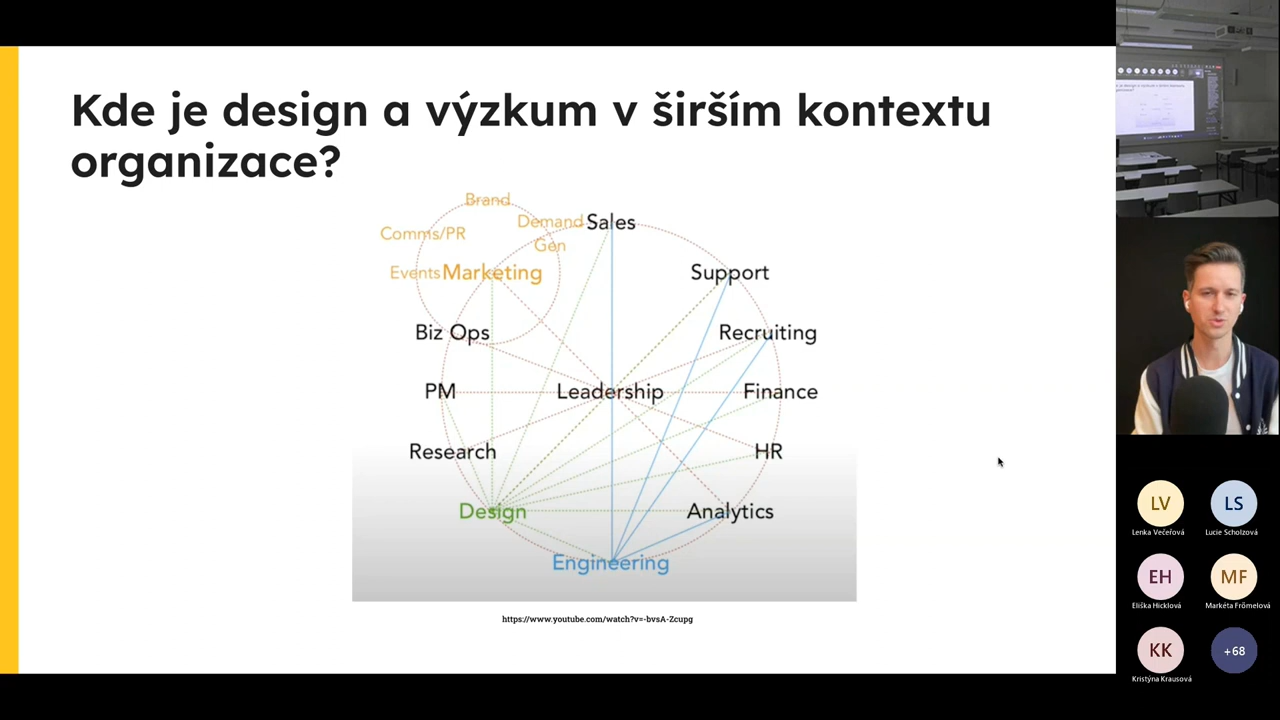 Kde je design a výzkum v širším kontextu
organizace?
Brand
Demand
Gen
Sales
Comms/PR
Events
Marketing
Support
Biz Ops
Recruiting
PM
Leadership
Finance
Research
HR
Design
Analytics
Engineering
https://www.youtube.com/watch?v=-bvsA-Zcupg
LV
Lenka Večeřová
LS
Lucie Scholzová
EH
Eliška Hicklová
MF
Markéta Frömelová
KK
Kristýna Krausová
+68